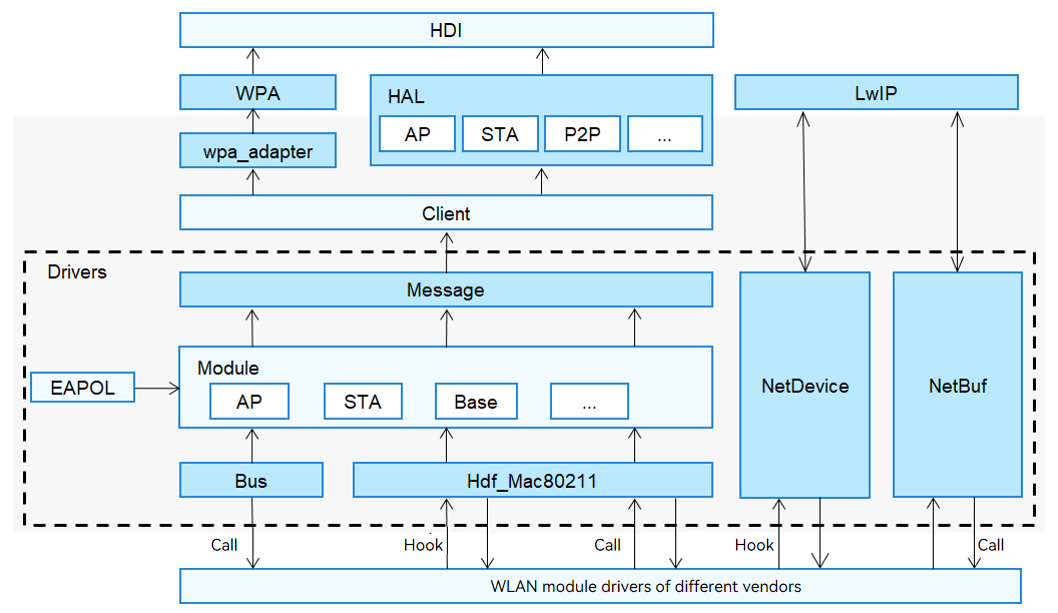 HDI
WPA
HAL
LwIP
AP
STA
P2P
...
wpa_adapter
Client
Drivers
Message
Module
EAPOL
AP
STA
Base
...
NetDevice
NetBuf
Bus
Hdf_Mac80211
Call
Hook
Call
Hook
Call
WLAN module drivers of different vendors